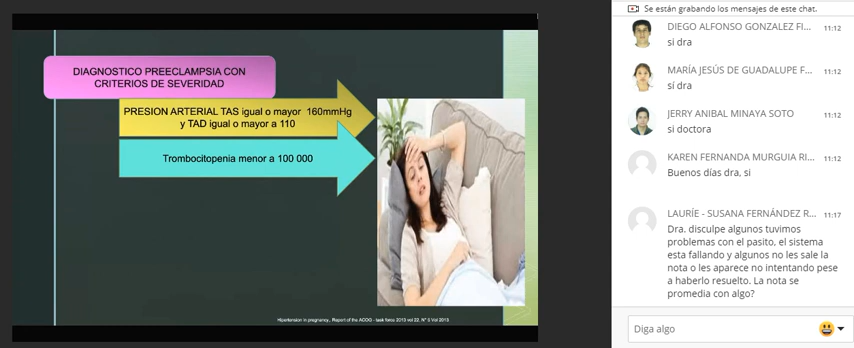 DIAGNOSTICO PREECLAMPSIA CON
CRITERIOS DE SEVERIDAD
PRESION ARTERIAL TAS igual o mayor 160mmHg
y TAD igual o mayor a 110
Trombocitopenia menor a 100 000
Hipertension in pregnancy, Report of the ACOG - task force 2013 vol 22, N° 5 Vol 2013
Se están grabando los mensajes de este chat.
DIEGO ALFONSO GONZALEZ FI... 11:12
si dra
MARÍA JESÚS DE GUADALUPE F... 11:12
sí dra
JERRY ANIBAL MINAYA SOTO 11:12
si doctora
KAREN FERNANDA MURGUIA RI... 11:12
Buenos días dra, si
LAURÍE - SUSANA FERNÁNDEZ R... 11:17
Dra. disculpe algunos tuvimos
problemas con el pasito, el sistema
esta fallando y algunos no les sale la
nota o les aparece no intentando pese
a haberlo resuelto. La nota se
promedia con algo?
Diga algo